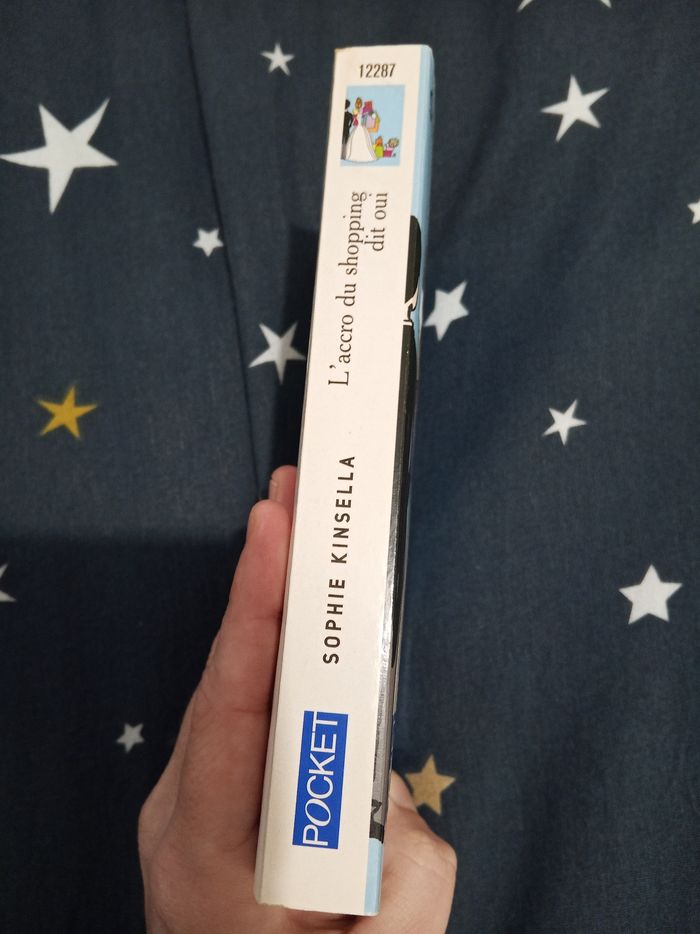 12287
L'accro du shopping
dit oui
SOPHIE KINSELLA
POCKET